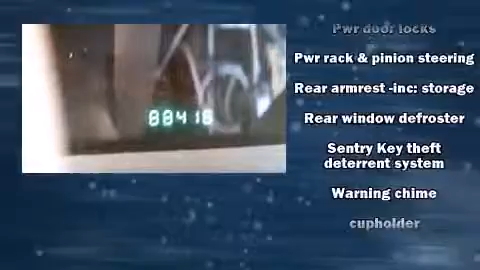 Pwr door locks
Pwr rack & pinion steering
Rear armrest -inc: storage
Rear window defroster
Sentry Key theft
deterrent system
Warning chime
cupholder